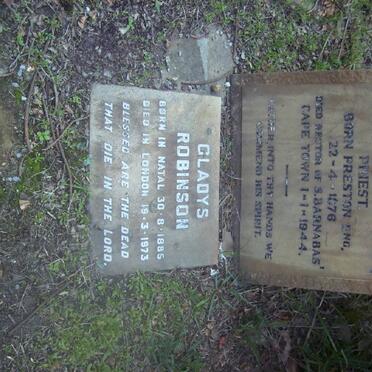 GLADYS
ROBINSON
BORN IN NATAL 30·8·1885
DIED IN LONDON 19·3·1973
BLESSED ARE THE DEAD
THAT DIE IN THE LORD.
PRIEST
BORN PRESTON ENG.
22·4·1876
DIED RECTOR OF S. BARNABAS'
CAPE TOWN 1-1-1944.
INTO THY HANDS WE
COMMEND HIS SPIRIT.